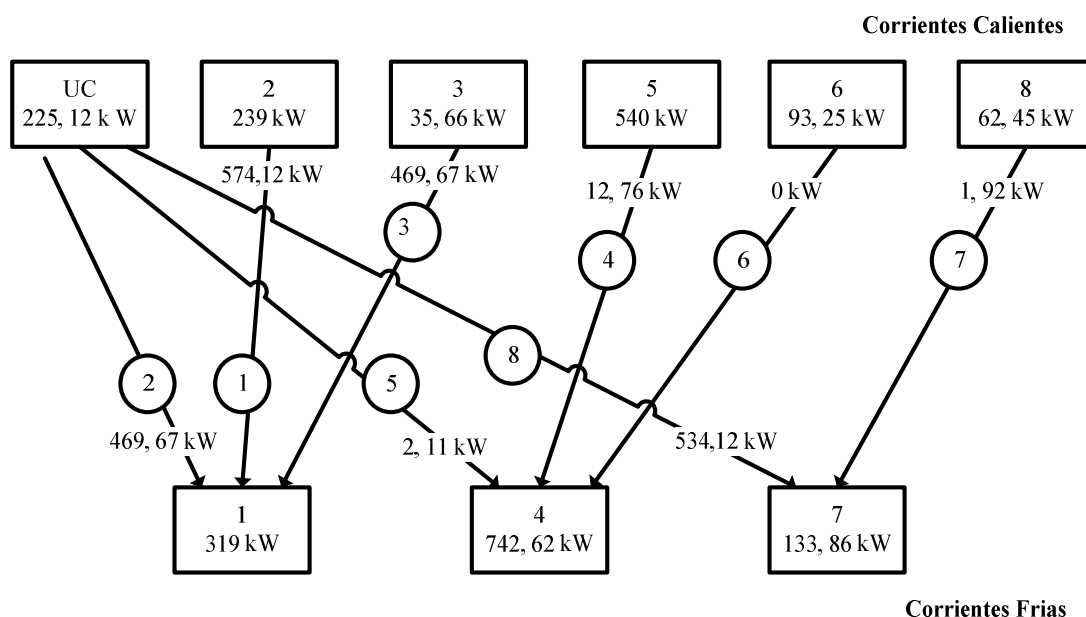 Corrientes Calientes
UC
225, 12 k W
2
239 kW
3
35, 66 kW
5
540 kW
6
93, 25 kW
8
62, 45 kW
574,12 kW
469, 67 kW
12, 76 kW
0 kW
1, 92 kW
3
4
6
7
8
2
1
5
469, 67 kW
2, 11 kW
534,12 kW
1
319 kW
4
742, 62 kW
7
133, 86 kW
Corrientes Frias